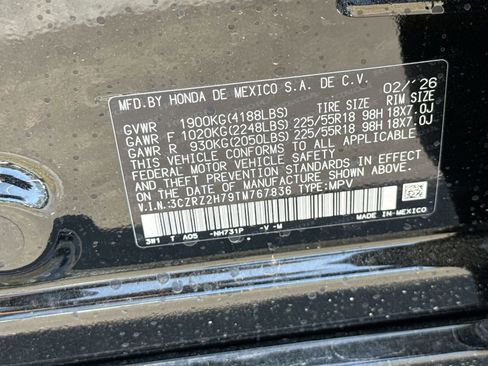 MFD.BY HONDA DE MEXICO S.A. DE C.V. 02/'26
GVWR 1900KG(4188LBS) TIRE SIZE RIM SIZE
GAWR F 1020KG(2248LBS) 225/55R18 98H 18X7.0J
GAWR R 930KG(2050LBS) 225/55R18 98H 18X7.0J
THIS VEHICLE CONFORMS TO ALL APPLICABLE
FEDERAL MOTOR VEHICLE SAFETY AND
THEFT PREVENTION STANDARDS IN EFFECT ON
THE DATE OF MANUFACTURE SHOWN ABOVE.
V.I.N.:3CZRZ2H79TM767836 TYPE:MPV
3W1 T A05 -NH731P -V -M MADE-IN-MEXICO